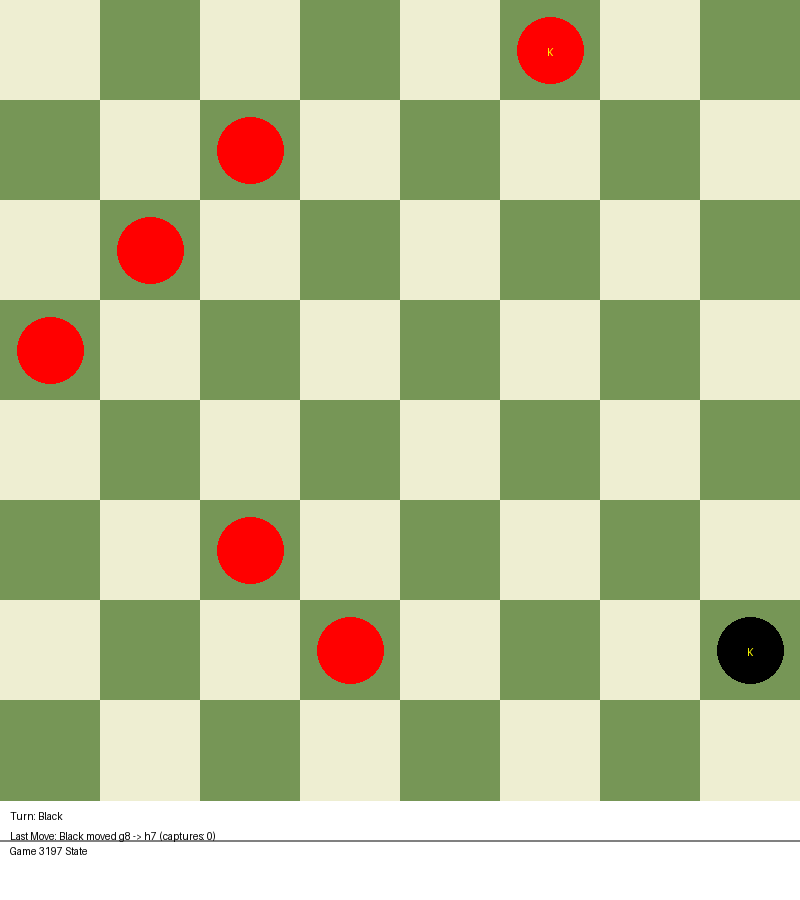 K
K
Turn: Black
Last Move: Black moved g8 -> h7 (captures: 0)
Game 3197 State